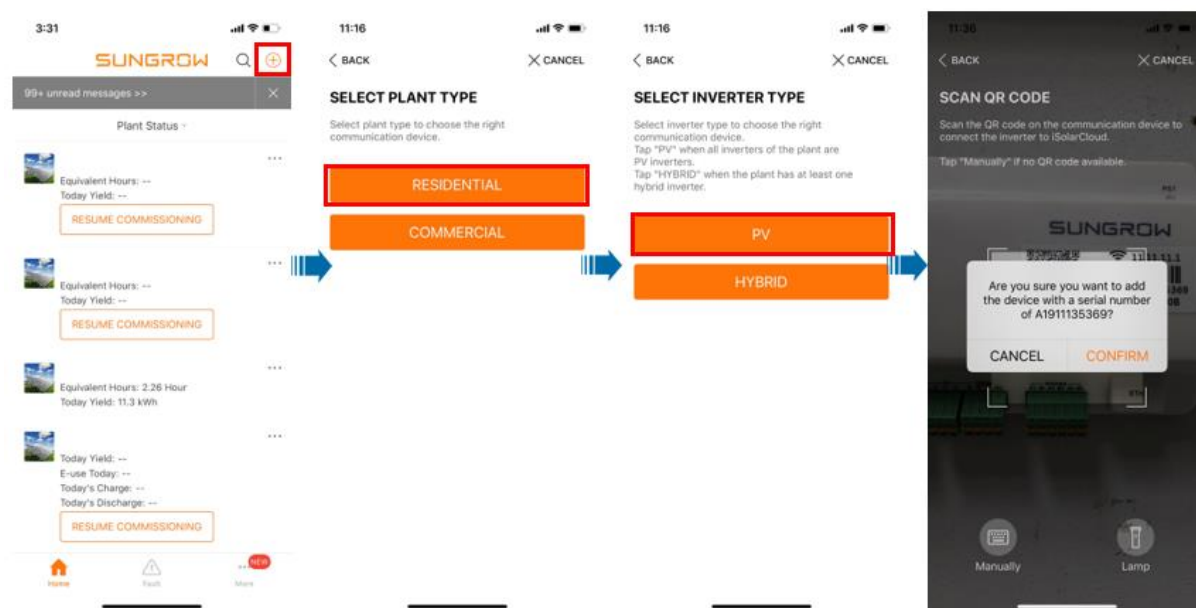 3:31
SUNGROW
99+ unread messages >>
Plant Status
Equivalent Hours: --
Today Yield: --
RESUME COMMISSIONING
Equivalent Hours: --
Today Yield: --
RESUME COMMISSIONING
Equivalent Hours: 2.26 Hour
Today Yield: 11.3 kWh
Today Yield: --
E-use Today: --
Today's Charge: --
Today's Discharge: --
RESUME COMMISSIONING
NEW
Home
Fault
More
11:16
< BACK
X CANCEL
SELECT PLANT TYPE
Select plant type to choose the right
communication device.
RESIDENTIAL
COMMERCIAL
11:16
< BACK
X CANCEL
SELECT INVERTER TYPE
Select inverter type to choose the right
communication device.
Tap "PV" when all inverters of the plant are
PV inverters.
Tap "HYBRID" when the plant has at least one
hybrid inverter.
PV
HYBRID
11:36
< BACK
X CANCEL
SCAN QR CODE
Scan the QR code on the communication device to
connect the inverter to iSolarCloud.
Tap "Manually" if no QR code available.
SUNGROW
Are you sure you want to add
the device with a serial number
of A1911135369?
CANCEL
CONFIRM
Manually
Lamp